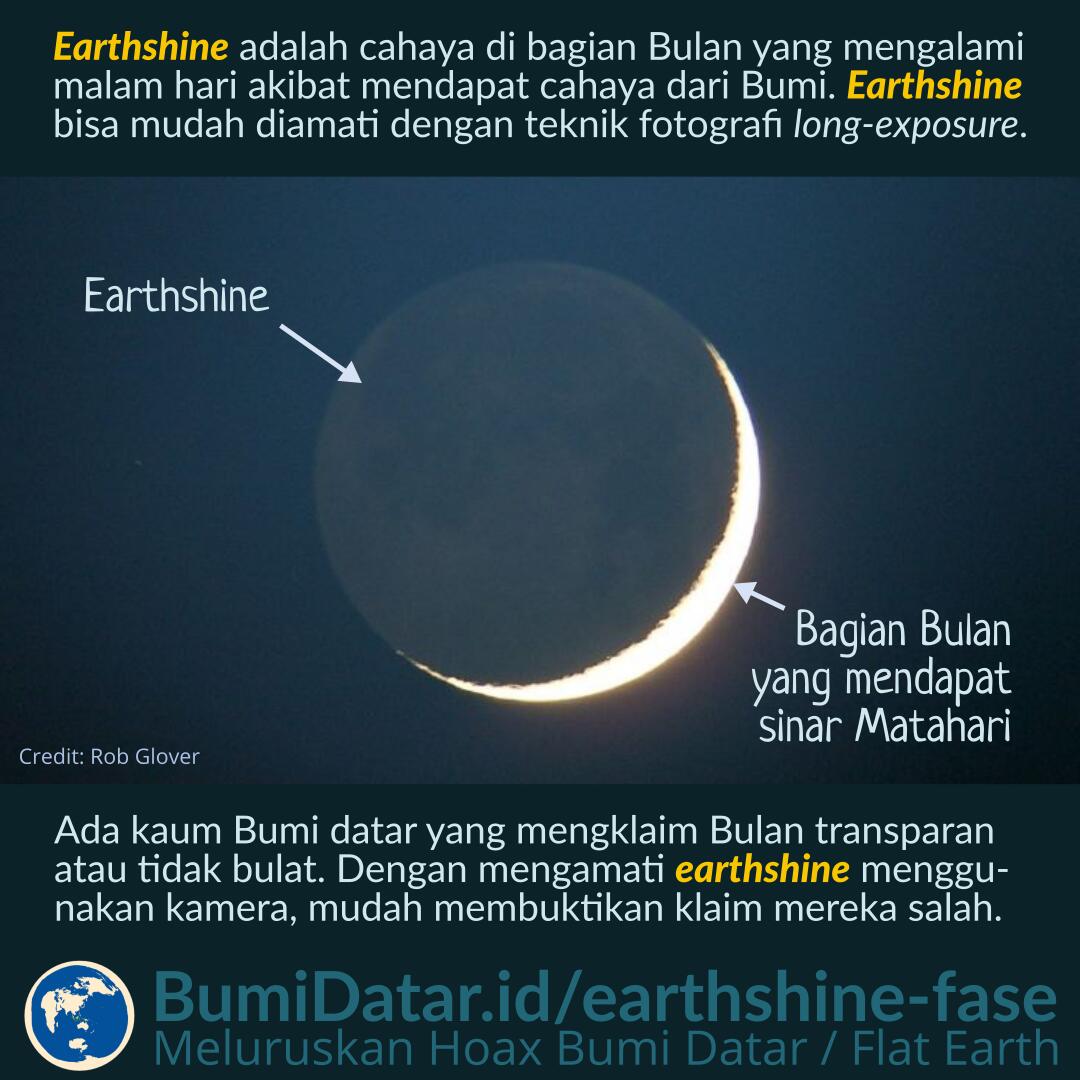 Earthshine adalah cahaya di bagian Bulan yang mengalami
malam hari akibat mendapat cahaya dari Bumi. Earthshine
bisa mudah diamati dengan teknik fotografi long-exposure.
Earthshine
Bagian Bulan
yang mendapat
sinar Matahari
Credit: Rob Glover
Ada kaum Bumi datar yang mengklaim Bulan transparan
atau tidak bulat. Dengan mengamati earthshine menggu-
nakan kamera, mudah membuktikan klaim mereka salah.
BumiDatar.id/earthshine-fase
Meluruskan Hoax Bumi Datar / Flat Earth